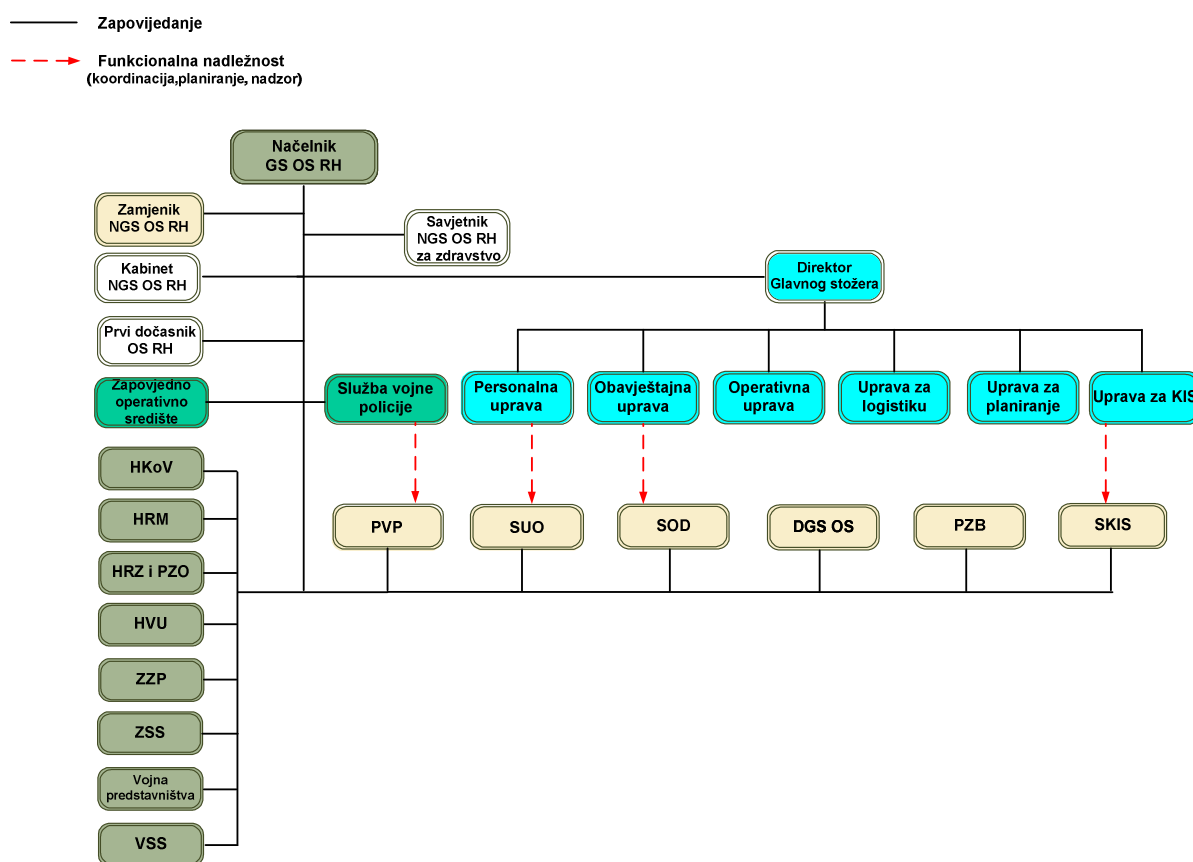 Zapovijedanje
Funkcionalna nadležnost
(koordinacija,planiranje, nadzor)
Načelnik
GS OS RH
Zamjenik
NGS OS RH
Savjetnik
NGS OS RH
za zdravstvo
Kabinet
NGS OS RH
Direktor
Glavnog stožera
Prvi dočasnik
OS RH
Zapovjedno
operativno
središte
Služba vojne
policije
Personalna
uprava
Obavještajna
uprava
Operativna
uprava
Uprava za
logistiku
Uprava za
planiranje
Uprava za KIS
HKoV
HRM
HRZ i PZO
HVU
ZZP
ZSS
Vojna
predstavništva
VSS
PVP
SUO
SOD
DGS OS
PZB
SKIS